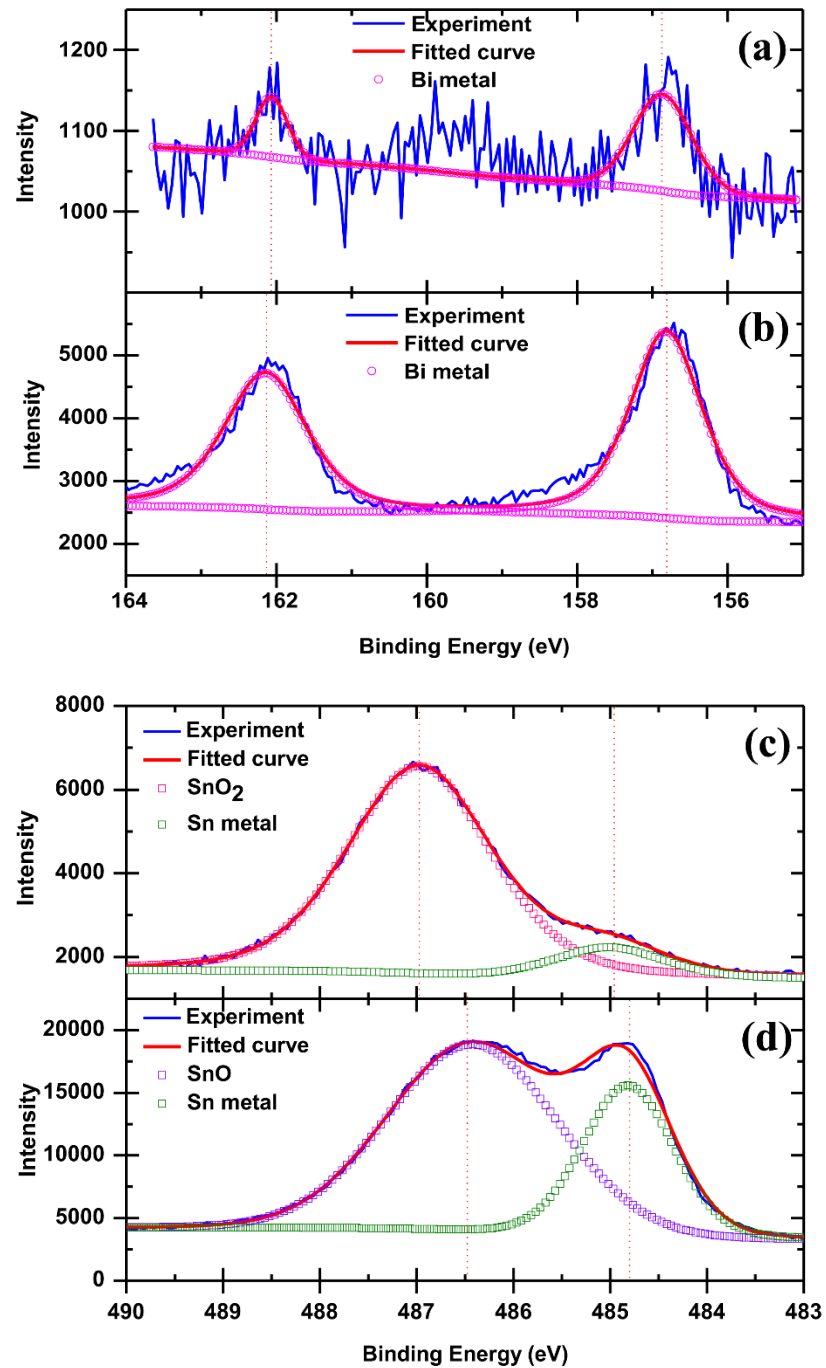 Experiment
Fitted curve
Bi metal
(a)
1200
1100
1000
Intensity
Experiment
Fitted curve
Bi metal
(b)
5000
4000
3000
2000
Intensity
164 162 160 158 156
Binding Energy (eV)
8000
6000
4000
2000
Intensity
Experiment
Fitted curve
SnO2
Sn metal
(c)
20000
15000
10000
5000
0
Intensity
Experiment
Fitted curve
SnO
Sn metal
(d)
490 489 488 487 486 485 484 483
Binding Energy (eV)